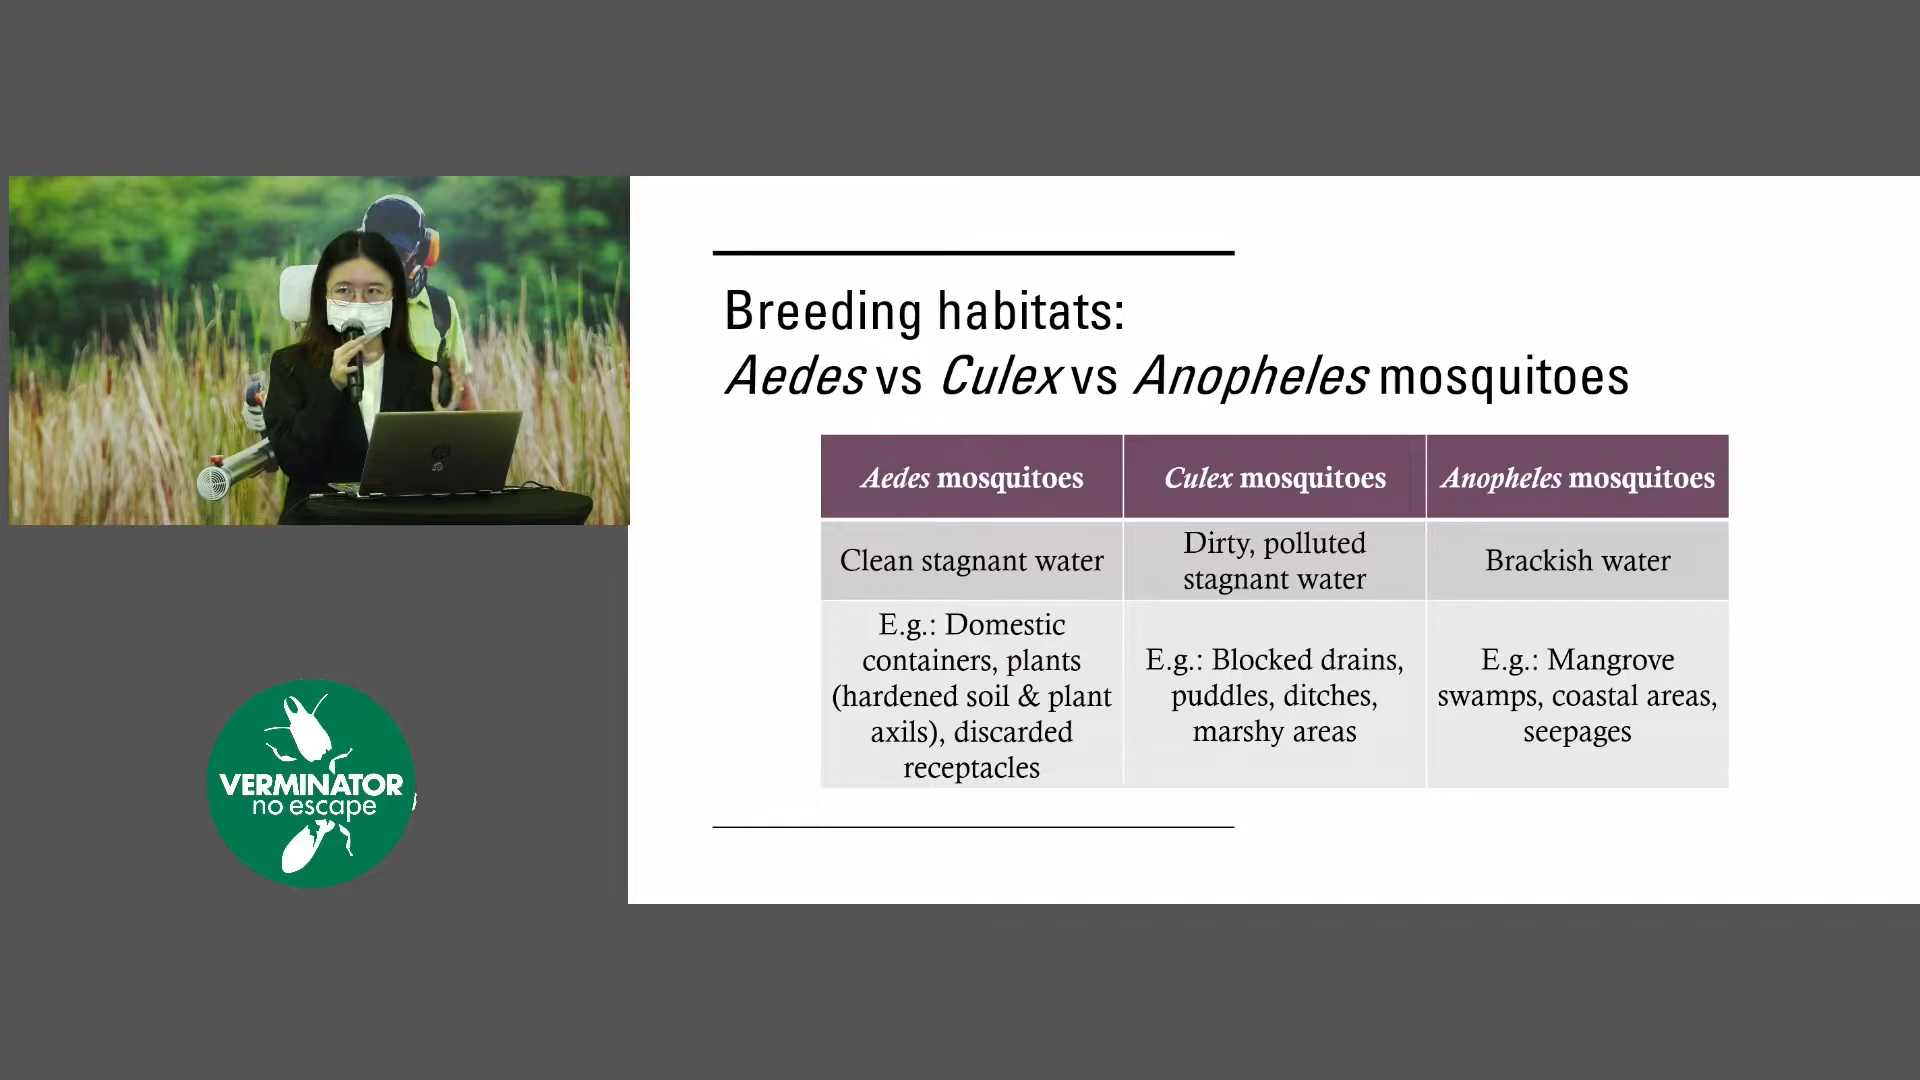 Breeding habitats:
Aedes vs Culex vs Anopheles mosquitoes
Aedes mosquitoes
Culex mosquitoes
Anopheles mosquitoes
Clean stagnant water
Dirty, polluted
stagnant water
Brackish water
E.g.: Domestic
containers, plants
(hardened soil & plant
axils), discarded
receptacles
E.g.: Blocked drains,
puddles, ditches,
marshy areas
E.g.: Mangrove
swamps, coastal areas,
seepages
VERMINATOR
no escape